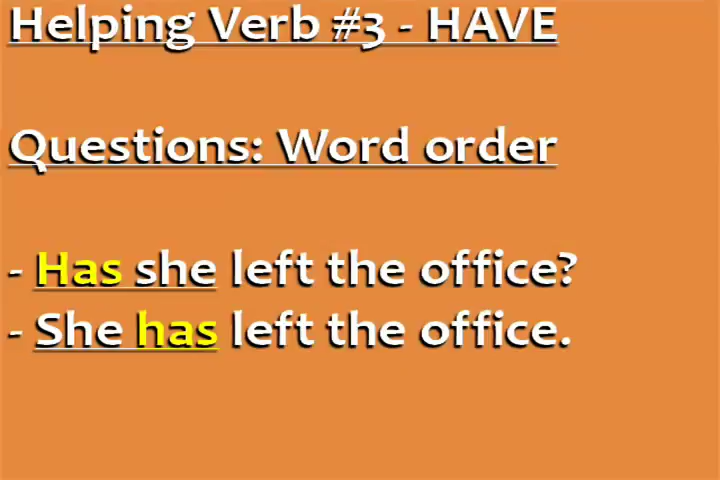 Helping Verb #3 - HAVE
Questions: Word order
- Has she left the office?
- She has left the office.